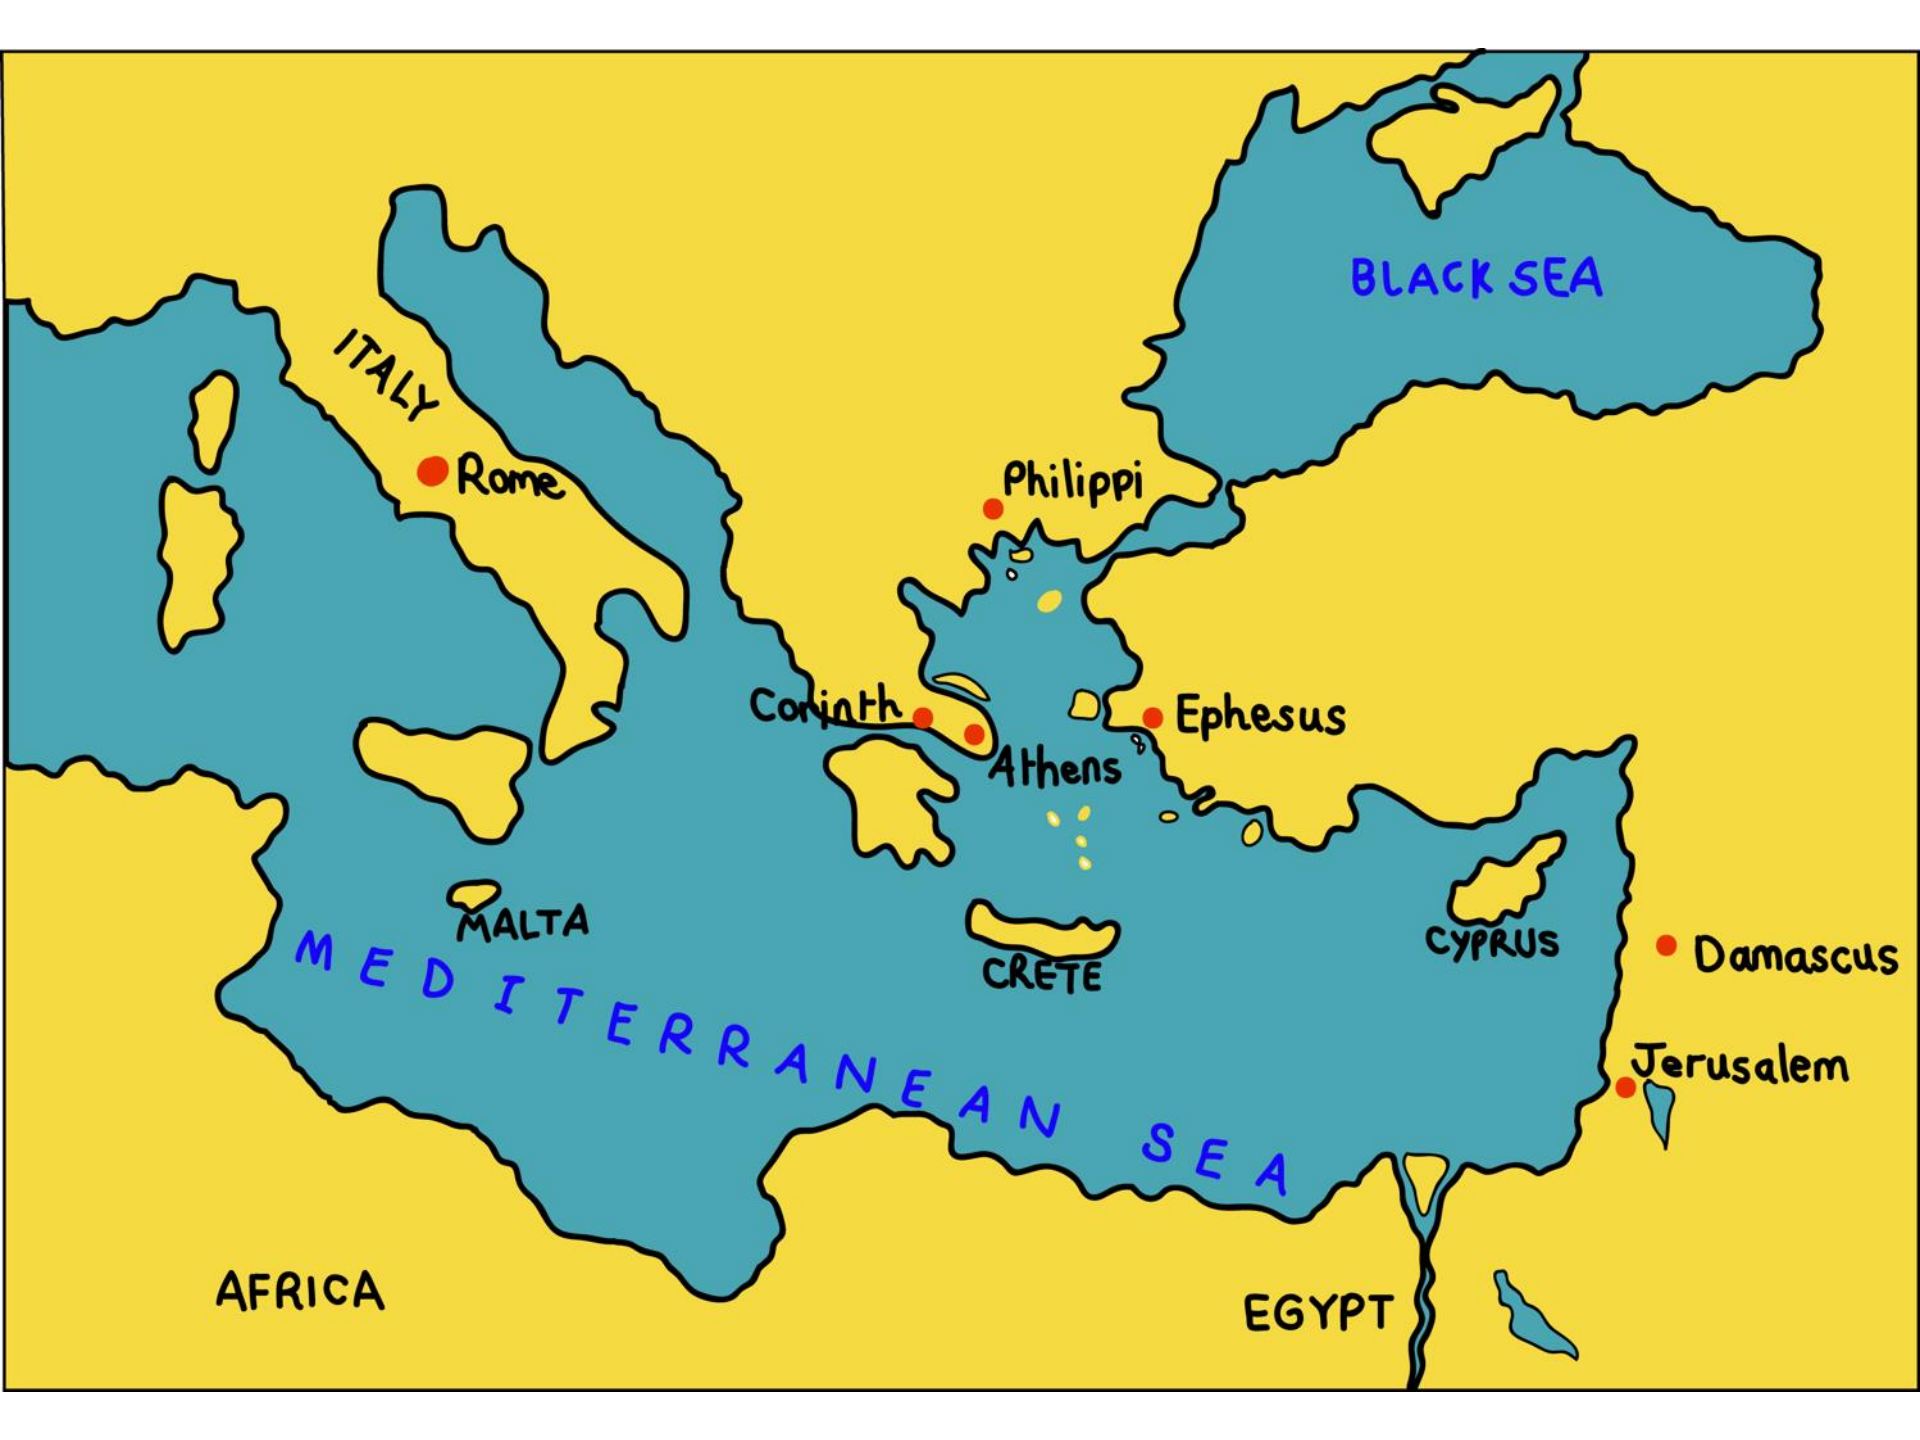 BLACK SEA
ITALY
Rome
Philippi
Corinth
Ephesus
Athens
MALTA
CRETE
CYPRUS
Damascus
MEDITERRANEAN SEA
Jerusalem
AFRICA
EGYPT